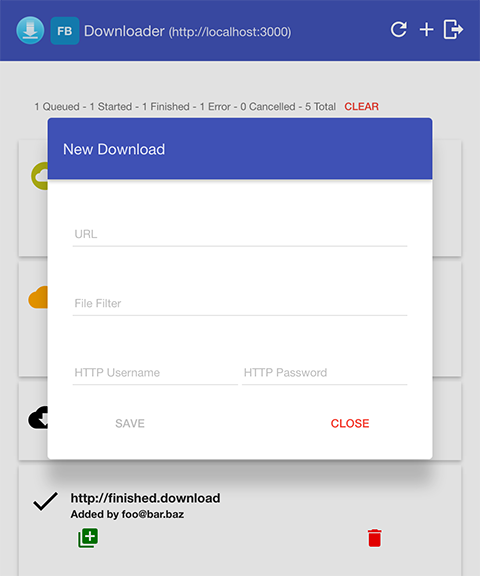 FB Downloader (http://localhost:3000)
1 Queued - 1 Started - 1 Finished - 1 Error - 0 Cancelled - 5 Total CLEAR
New Download
URL
File Filter
HTTP Username HTTP Password
SAVE CLOSE
http://finished.download
Added by foo@bar.baz